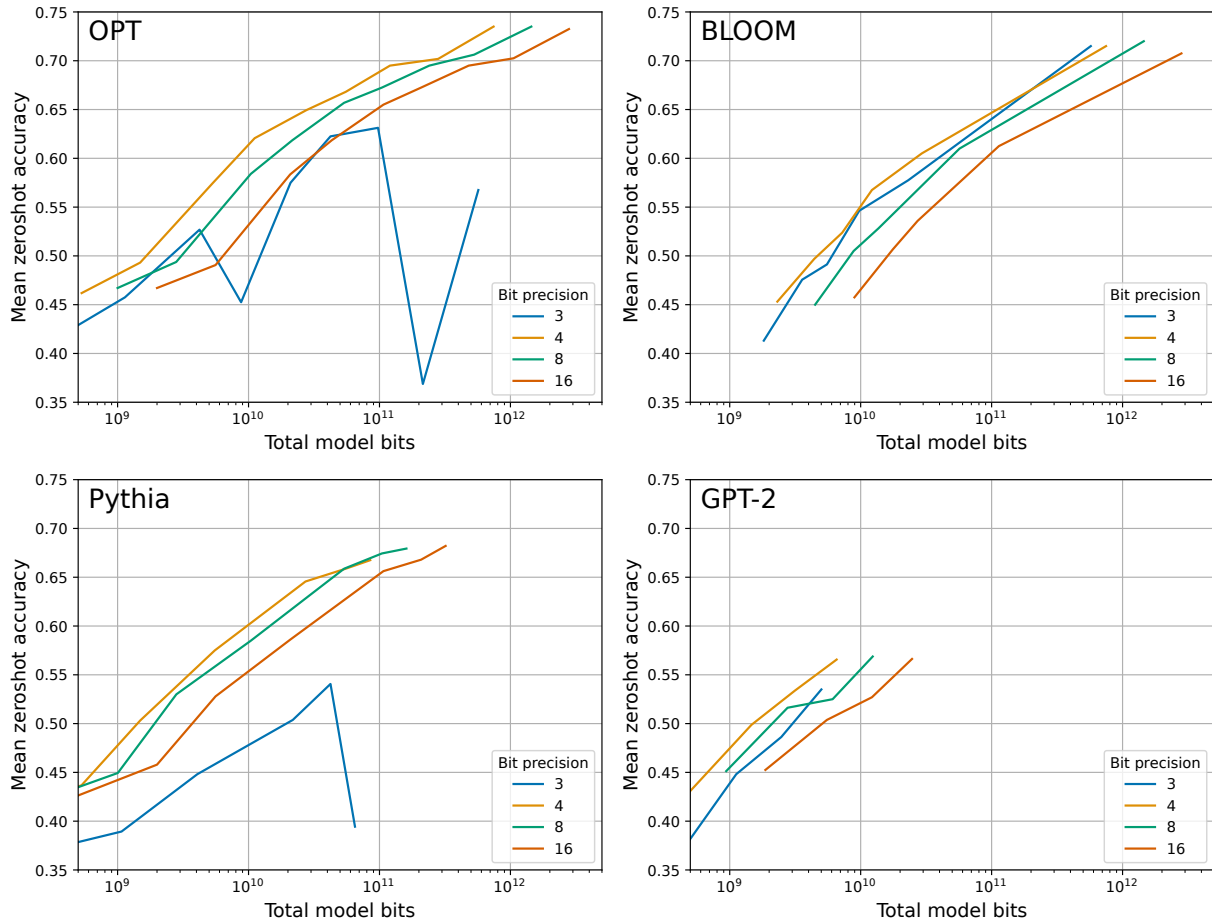 OPT
Mean zeroshot accuracy
0.75
0.70
0.65
0.60
0.55
0.50
0.45
0.40
0.35
10⁹ 10¹⁰ 10¹¹ 10¹²
Total model bits
Bit precision
3
4
8
16
BLOOM
Mean zeroshot accuracy
0.75
0.70
0.65
0.60
0.55
0.50
0.45
0.40
0.35
10⁹ 10¹⁰ 10¹¹ 10¹²
Total model bits
Bit precision
3
4
8
16
Pythia
Mean zeroshot accuracy
0.75
0.70
0.65
0.60
0.55
0.50
0.45
0.40
0.35
10⁹ 10¹⁰ 10¹¹ 10¹²
Total model bits
Bit precision
3
4
8
16
GPT-2
Mean zeroshot accuracy
0.75
0.70
0.65
0.60
0.55
0.50
0.45
0.40
0.35
10⁹ 10¹⁰ 10¹¹ 10¹²
Total model bits
Bit precision
3
4
8
16